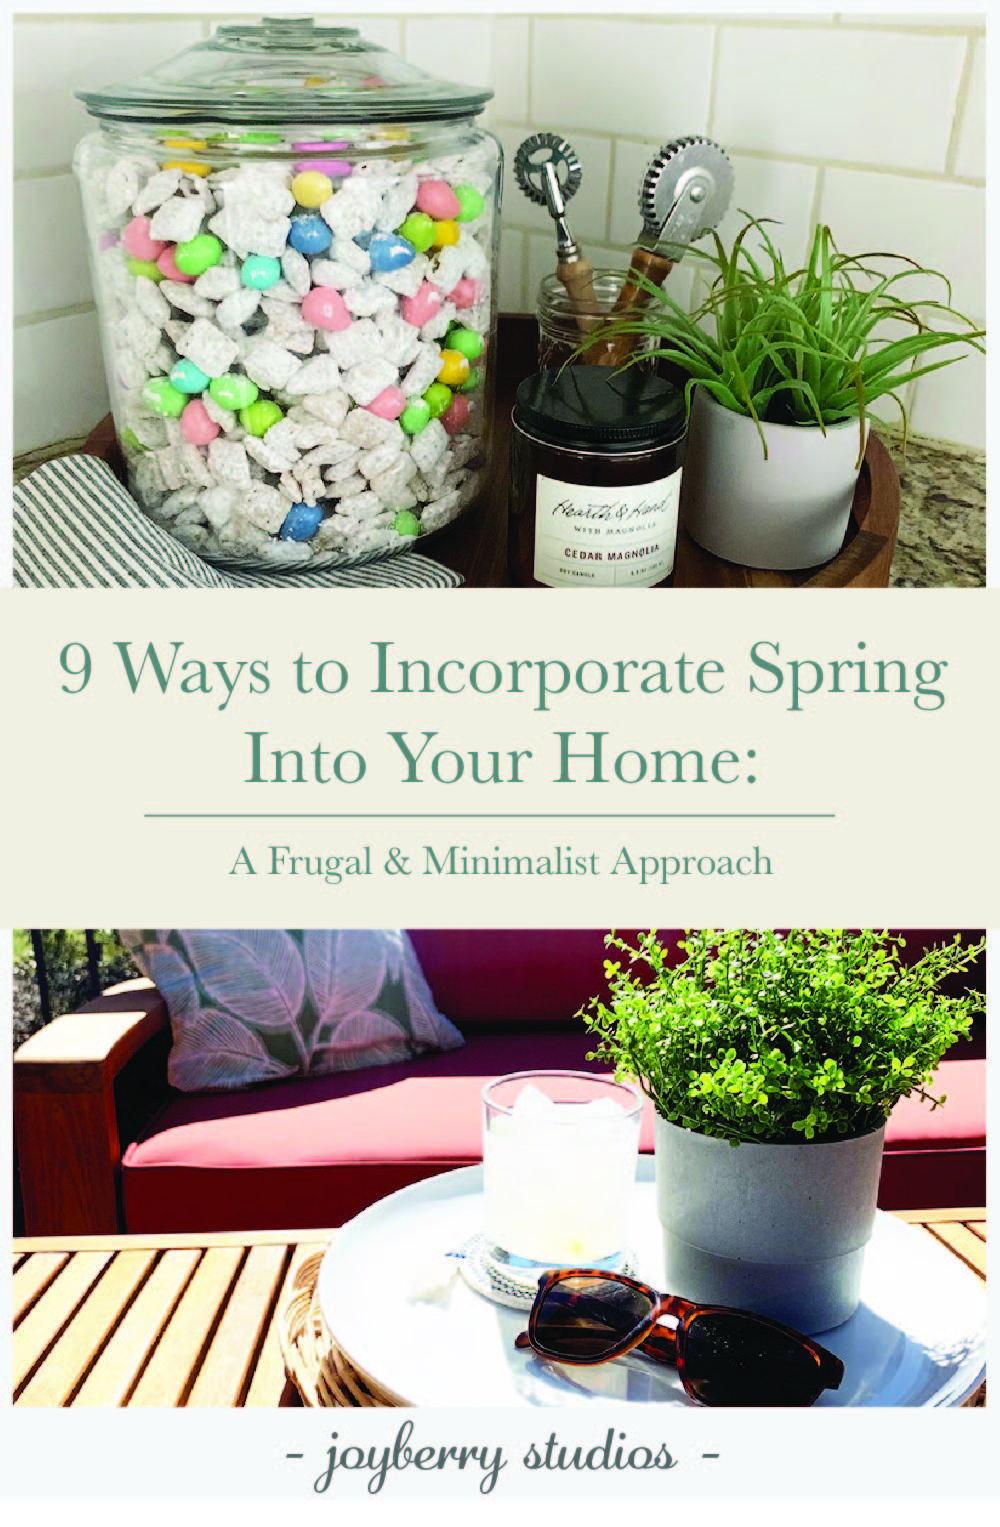 Hearth & Hand
WITH MAGNOLIA
CEDAR MAGNOLIA
9 Ways to Incorporate Spring
Into Your Home:
A Frugal & Minimalist Approach
- joyberry studios -